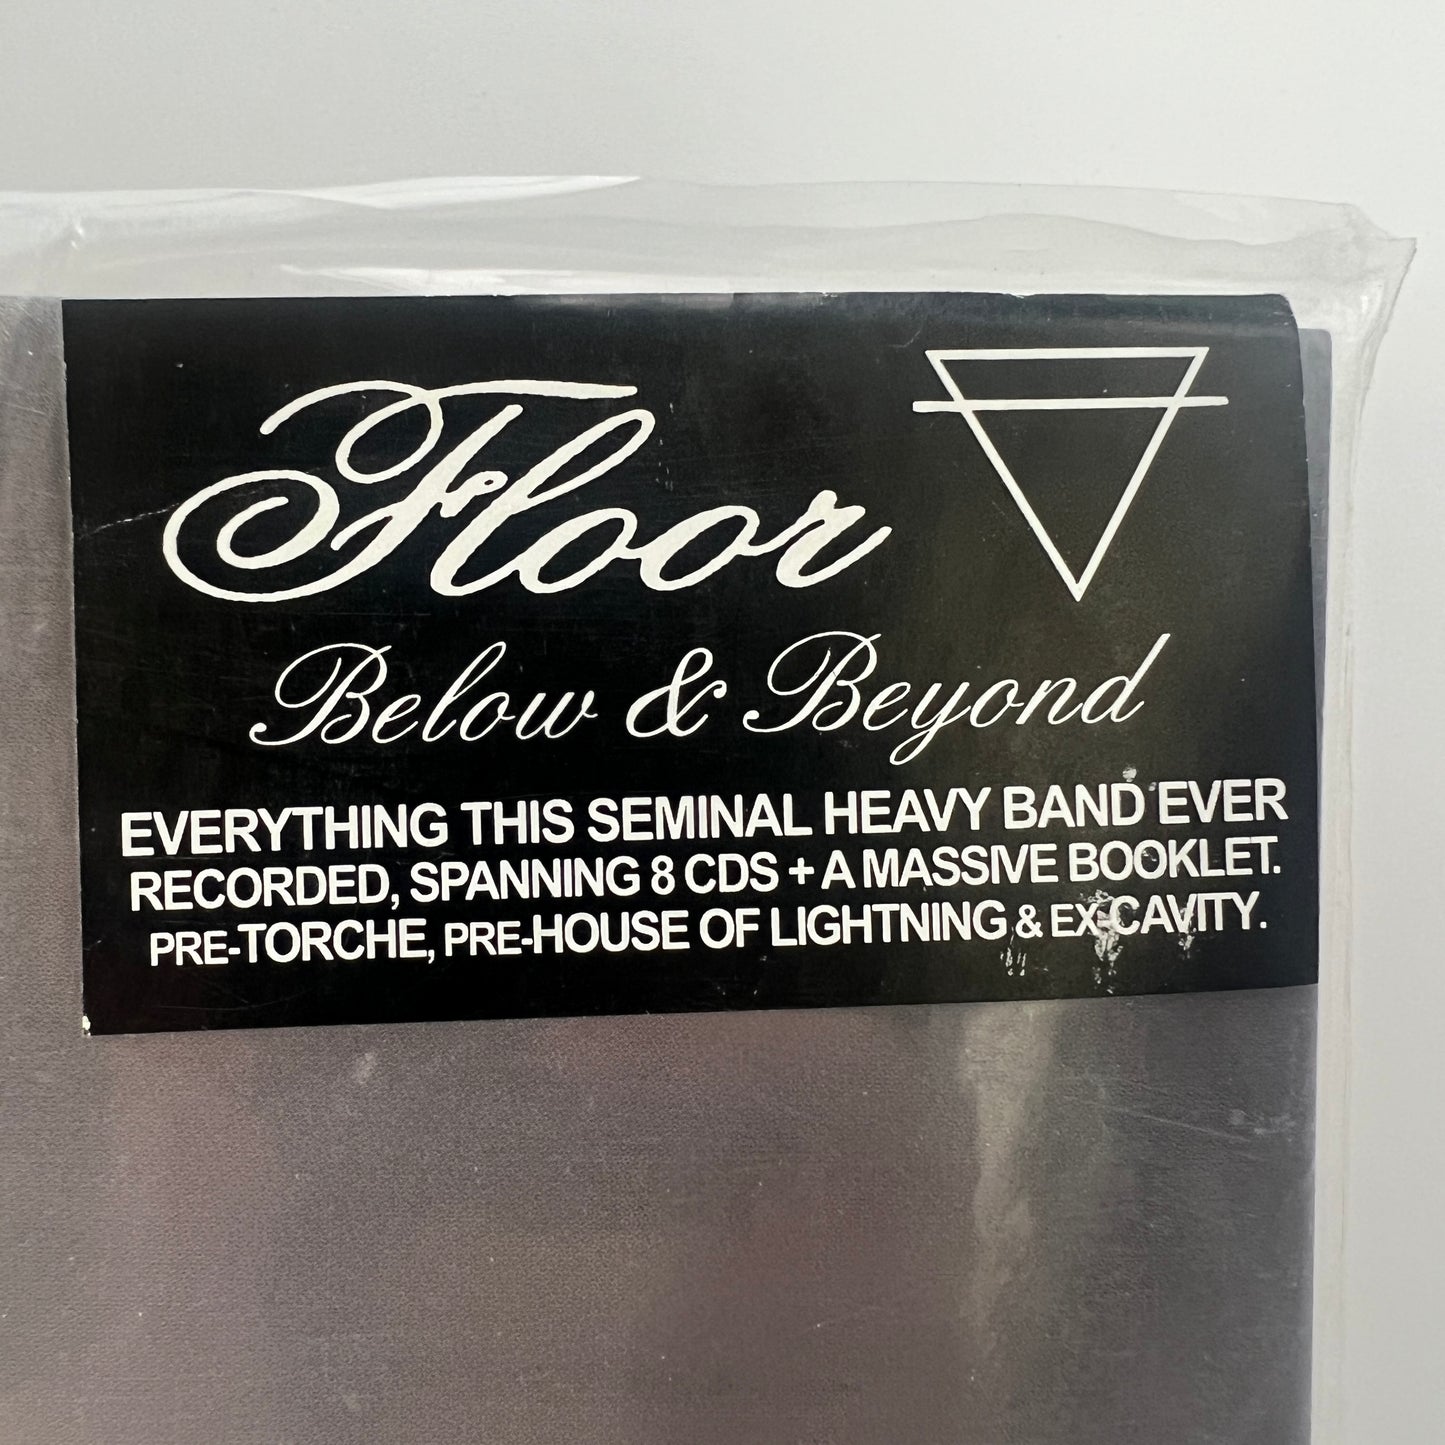 Floor
Below & Beyond
EVERYTHING THIS SEMINAL HEAVY BAND EVER
RECORDED, SPANNING 8 CDS + A MASSIVE BOOKLET.
PRE-TORCHE, PRE-HOUSE OF LIGHTNING & EX-CAVITY.